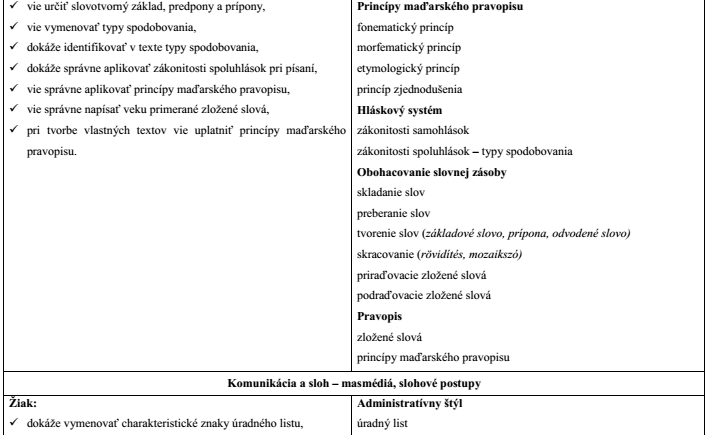 ✓ vie určiť slovotvorný základ, predpony a prípony,
✓ vie vymenovať typy spodobovania,
✓ dokáže identifikovať v texte typy spodobovania,
✓ dokáže správne aplikovať zákonitosti spoluhlások pri písaní,
✓ vie správne aplikovať princípy maďarského pravopisu,
✓ vie správne napísať veku primerané zložené slová,
✓ pri tvorbe vlastných textov vie uplatniť princípy maďarského
pravopisu.
Princípy maďarského pravopisu
fonematický princíp
morfematický princíp
etymologický princíp
princíp zjednodušenia
Hláskový systém
zákonitosti samohlások
zákonitosti spoluhlások – typy spodobovania
Obohacovanie slovnej zásoby
skladanie slov
preberanie slov
tvorenie slov (základové slovo, prípona, odvodené slovo)
skracovanie (rövidítés, mozaikszó)
priraďovacie zložené slová
podraďovacie zložené slová
Pravopis
zložené slová
princípy maďarského pravopisu
Komunikácia a sloh – masmédiá, slohové postupy
Žiak:
✓ dokáže vymenovať charakteristické znaky úradného listu,
Administratívny štýl
úradný list